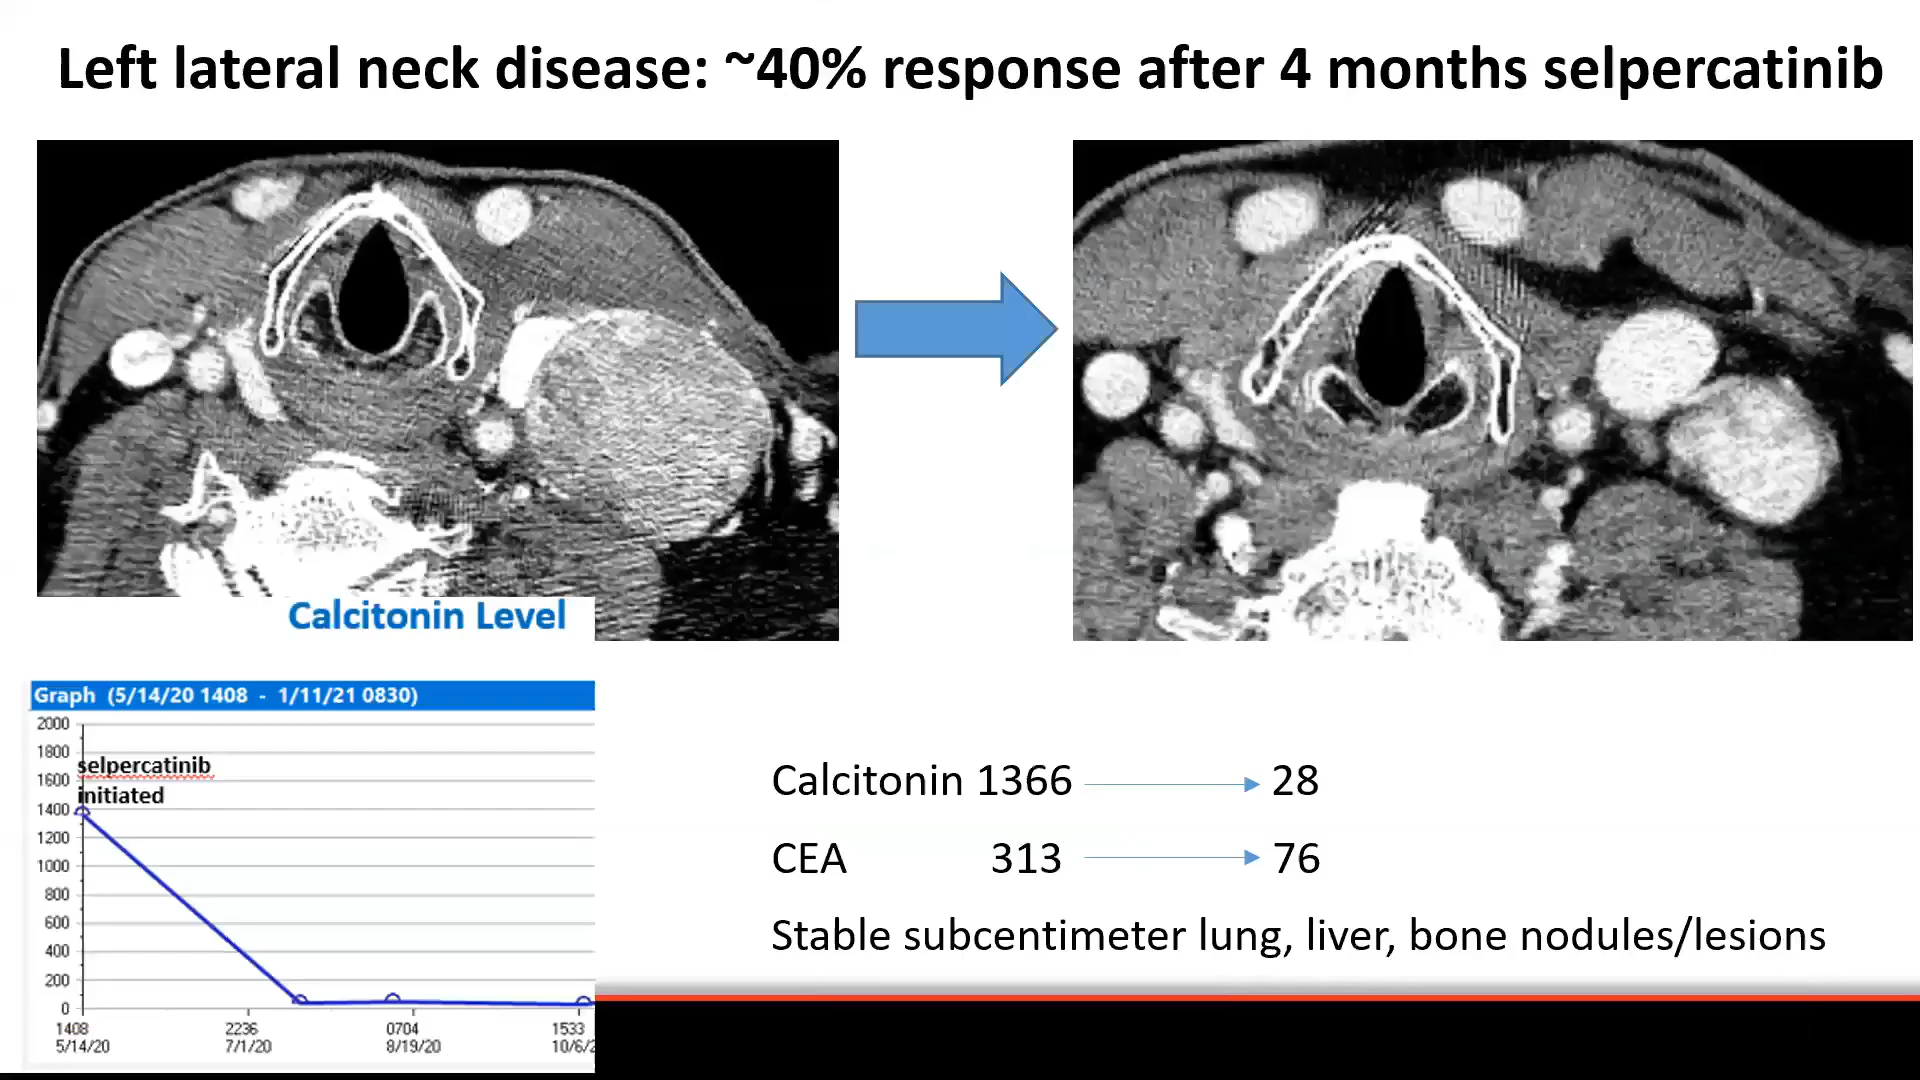 Left lateral neck disease: ~40% response after 4 months selpercatinib
Calcitonin Level
Graph (5/14/20 1408 - 1/11/21 0830)
2000
1800
selpercatinib
1600
initiated
1400
1200
1000
800
600
400
200
0
1408 2236 0704 1533
5/14/20 7/1/20 8/19/20 10/6/2
Calcitonin 1366 28
CEA 313 76
Stable subcentimeter lung, liver, bone nodules/lesions